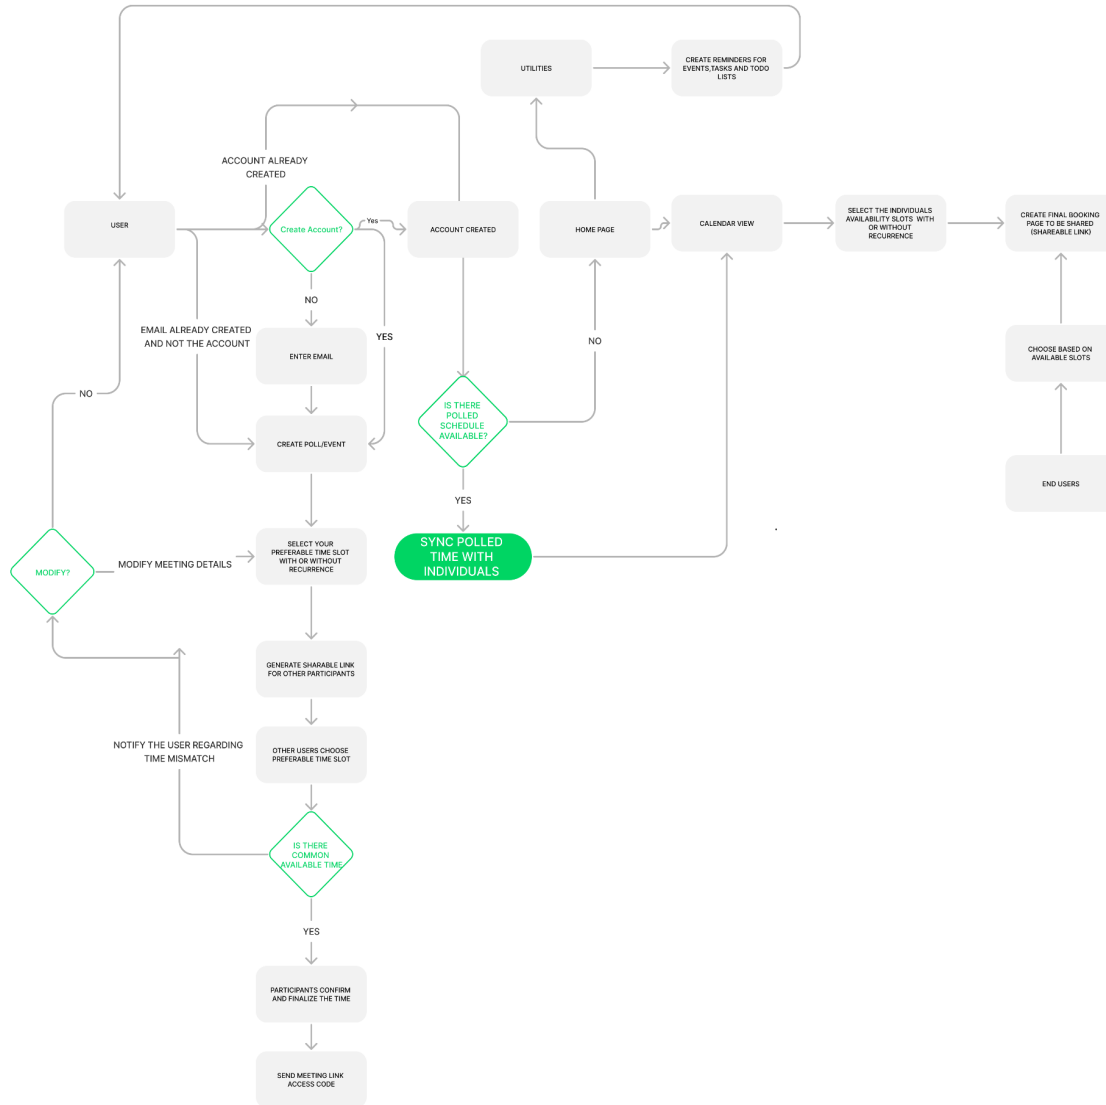 UTILITIES
CREATE REMINDERS FOR
EVENTS,TASKS AND TODO
LISTS
ACCOUNT ALREADY
CREATED
USER
Create Account?
Yes
ACCOUNT CREATED
HOME PAGE
CALENDAR VIEW
SELECT THE INDIVIDUALS
AVAILABILITY SLOTS WITH
OR WITHOUT
RECURRENCE
CREATE FINAL BOOKING
PAGE TO BE SHARED
(SHAREABLE LINK)
NO
EMAIL ALREADY CREATED
AND NOT THE ACCOUNT
YES
ENTER EMAIL
NO
CHOOSE BASED ON
AVAILABLE SLOTS
NO
IS THERE
POLLED
SCHEDULE
AVAILABLE?
CREATE POLL/EVENT
END USERS
YES
SELECT YOUR
PREFERABLE TIME SLOT
WITH OR WITHOUT
RECURRENCE
SYNC POLLED
TIME WITH
INDIVIDUALS
MODIFY?
MODIFY MEETING DETAILS
GENERATE SHARABLE LINK
FOR OTHER PARTICIPANTS
NOTIFY THE USER REGARDING
TIME MISMATCH
OTHER USERS CHOOSE
PREFERABLE TIME SLOT
IS THERE
COMMON
AVAILABLE TIME
YES
PARTICIPANTS CONFIRM
AND FINALIZE THE TIME
SEND MEETING LINK
ACCESS CODE